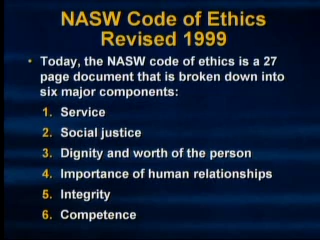 NASW Code of Ethics
Revised 1999
• Today, the NASW code of ethics is a 27
page document that is broken down into
six major components:
1. Service
2. Social justice
3. Dignity and worth of the person
4. Importance of human relationships
5. Integrity
6. Competence